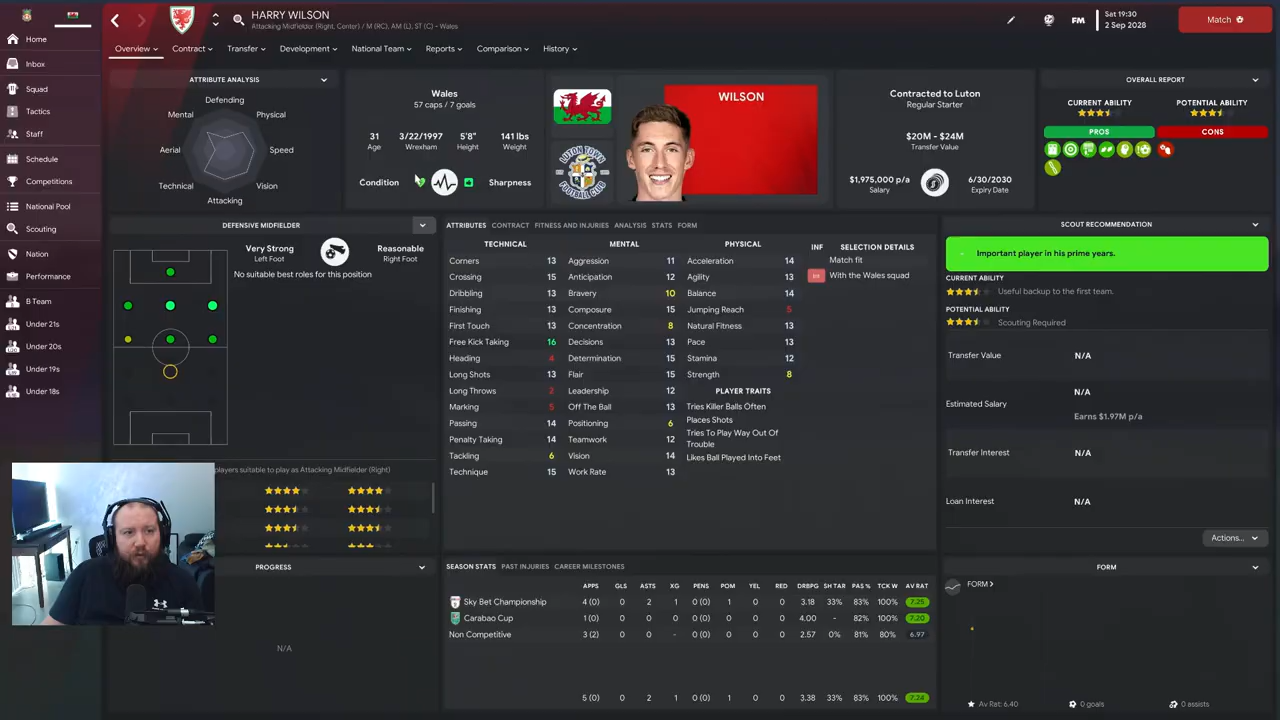 HARRY WILSON
Attacking Midfielder (Right, Center) / M (RC), AM (L), ST (C) - Wales
FM
Sat 19:30
2 Sep 2028
Match
Home
Inbox
Squad
Tactics
Staff
Schedule
Competitions
National Pool
Scouting
Nation
Performance
B Team
Under 21s
Under 20s
Under 19s
Under 18s
Overview
Contract
Transfer
Development
National Team
Reports
Comparison
History
ATTRIBUTE ANALYSIS
Defending
Mental
Physical
Aerial
Speed
Technical
Vision
Attacking
Wales
57 caps / 7 goals
31
Age
3/22/1997
Wrexham
5'8"
Height
141 lbs
Weight
Condition
Sharpness
WILSON
Contracted to Luton
Regular Starter
$20M - $24M
Transfer Value
$1,975,000 p/a
Salary
6/30/2030
Expiry Date
OVERALL REPORT
CURRENT ABILITY
POTENTIAL ABILITY
PROS
CONS
DEFENSIVE MIDFIELDER
Very Strong
Left Foot
Reasonable
Right Foot
No suitable best roles for this position
players suitable to play as Attacking Midfielder (Right)
PROGRESS
N/A
ATTRIBUTES CONTRACT FITNESS AND INJURIES ANALYSIS STATS FORM
TECHNICAL
Corners 13
Crossing 15
Dribbling 13
Finishing 13
First Touch 13
Free Kick Taking 16
Heading 4
Long Shots 13
Long Throws 2
Marking 5
Passing 14
Penalty Taking 14
Tackling 6
Technique 15
MENTAL
Aggression 11
Anticipation 12
Bravery 10
Composure 15
Concentration 8
Decisions 13
Determination 15
Flair 15
Leadership 12
Off The Ball 13
Positioning 6
Teamwork 12
Vision 14
Work Rate 13
PHYSICAL
Acceleration 14
Agility 13
Balance 14
Jumping Reach 5
Natural Fitness 13
Pace 13
Stamina 12
Strength 8
PLAYER TRAITS
Tries Killer Balls Often
Places Shots
Tries To Play Way Out Of
Trouble
Likes Ball Played Into Feet
INF SELECTION DETAILS
Match fit
With the Wales squad
SCOUT RECOMMENDATION
- Important player in his prime years.
CURRENT ABILITY
Useful backup to the first team.
POTENTIAL ABILITY
Scouting Required
Transfer Value N/A
Estimated Salary N/A
Earns $1.97M p/a
Transfer Interest N/A
Loan Interest N/A
Actions...
SEASON STATS PAST INJURIES CAREER MILESTONES
APPS GLS ASTS XG PENS POM YEL RED DRBPG SH TAR PAS % TCK W AV RAT
Sky Bet Championship 4 (0) 0 2 1 0 (0) 1 0 0 3.18 33% 83% 100% 7.25
Carabao Cup 1 (0) 0 0 0 0 (0) 0 0 0 4.00 - 82% 100% 7.20
Non Competitive 3 (2) 0 0 - 0 (0) 0 0 0 2.57 0% 81% 80% 6.97
5 (0) 0 2 1 0 (0) 1 0 0 3.38 33% 83% 100% 7.24
FORM
FORM >
Av Rat: 6.40
0 goals
0 assists